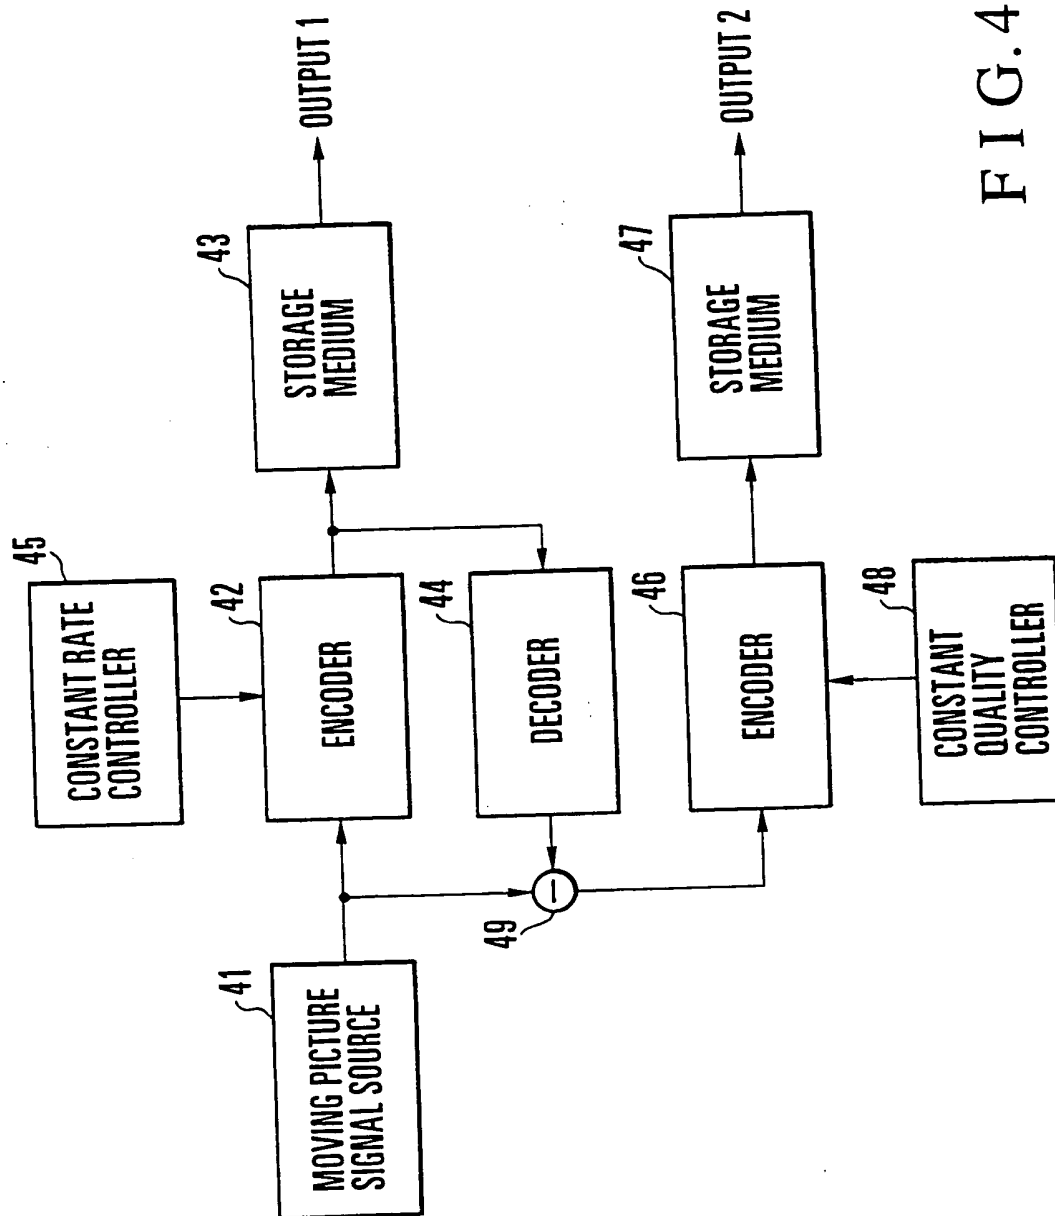 45
CONSTANT RATE
CONTROLLER
41
MOVING PICTURE
SIGNAL SOURCE
42
ENCODER
43
STORAGE
MEDIUM
OUTPUT 1
44
DECODER
49
46
ENCODER
47
STORAGE
MEDIUM
OUTPUT 2
48
CONSTANT
QUALITY
CONTROLLER
FIG. 4